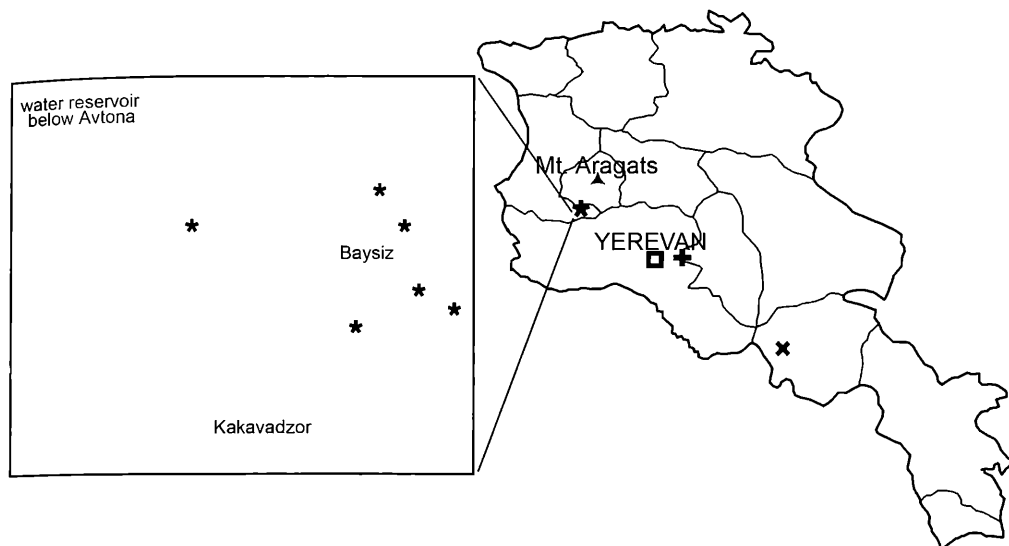 water reservoir
below Avtona
Baysiz
Kakavadzor
Mt. Aragats
YEREVAN